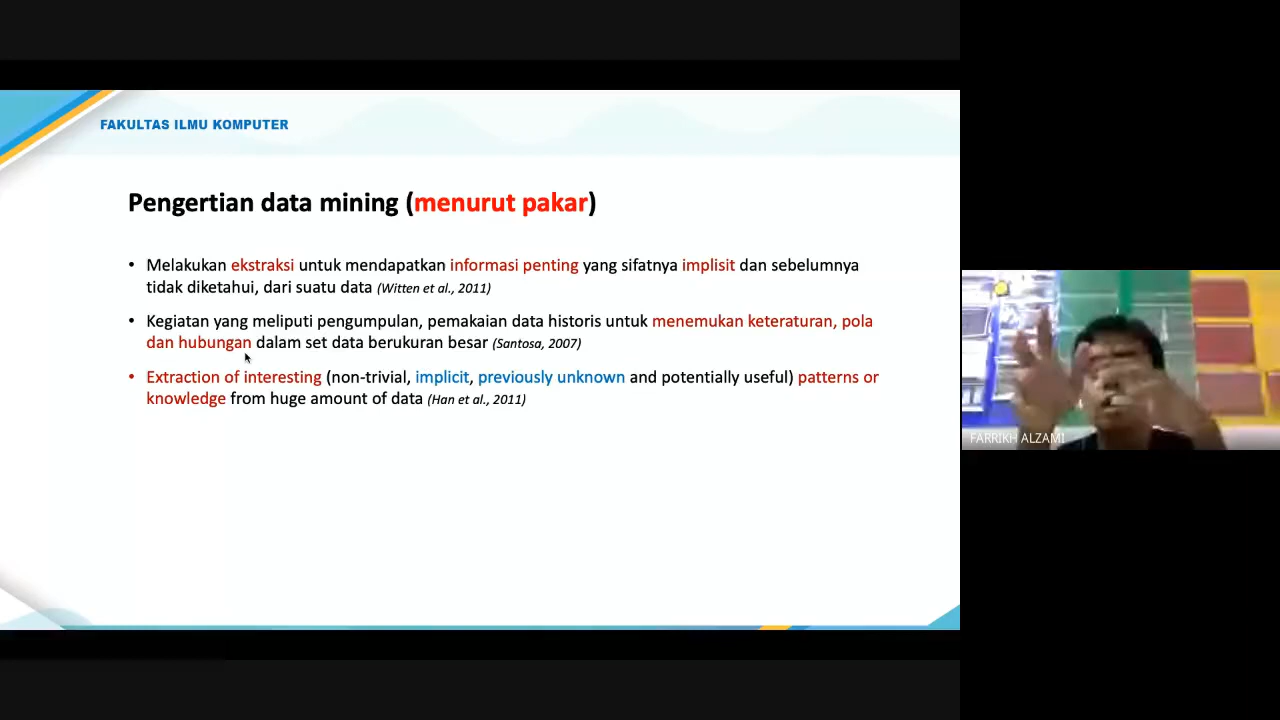 FAKULTAS ILMU KOMPUTER
Pengertian data mining (menurut pakar)
• Melakukan ekstraksi untuk mendapatkan informasi penting yang sifatnya implisit dan sebelumnya
tidak diketahui, dari suatu data (Witten et al., 2011)
• Kegiatan yang meliputi pengumpulan, pemakaian data historis untuk menemukan keteraturan, pola
dan hubungan dalam set data berukuran besar (Santosa, 2007)
• Extraction of interesting (non-trivial, implicit, previously unknown and potentially useful) patterns or
knowledge from huge amount of data (Han et al., 2011)
FARRIKH ALZAMI